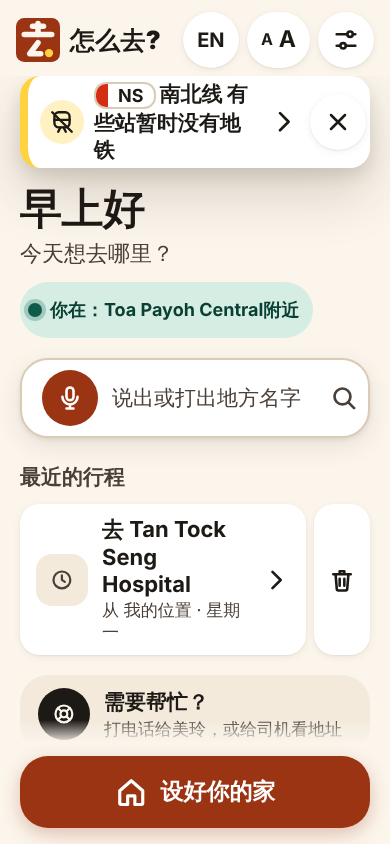 去 怎么去? EN A A
NS 南北线 有
些站暂时没有地
铁
早上好
今天想去哪里？
你在：Toa Payoh Central附近
说出或打出地方名字
最近的行程
去 Tan Tock
Seng
Hospital
从 我的位置 · 星期
一
需要帮忙？
打电话给美玲，或给司机看地址
设好你的家